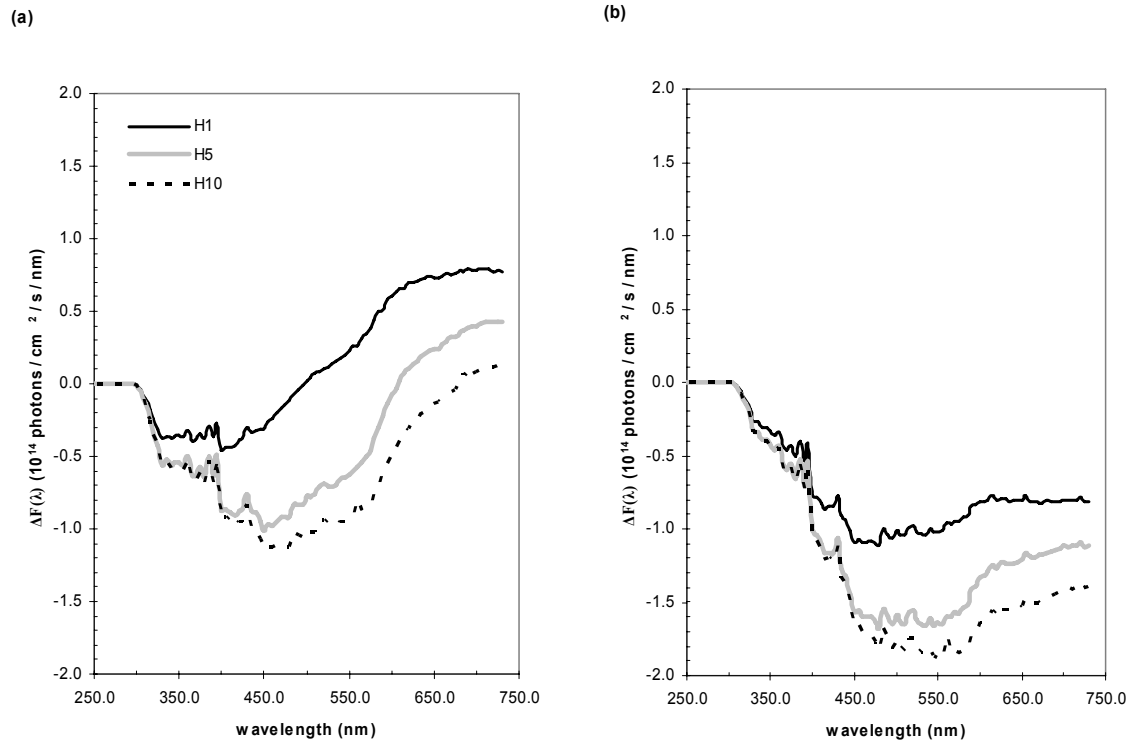 (a)
2.0
1.5
1.0
0.5
0.0
-0.5
-1.0
-1.5
-2.0
ΔF(λ) (10¹⁴ photons / cm ² / s / nm)
H1
H5
H10
250.0 350.0 450.0 550.0 650.0 750.0
wavelength (nm)
(b)
2.0
1.5
1.0
0.5
0.0
-0.5
-1.0
-1.5
-2.0
ΔF(λ) (10¹⁴ photons / cm ² / s / nm)
250.0 350.0 450.0 550.0 650.0 750.0
wavelength (nm)